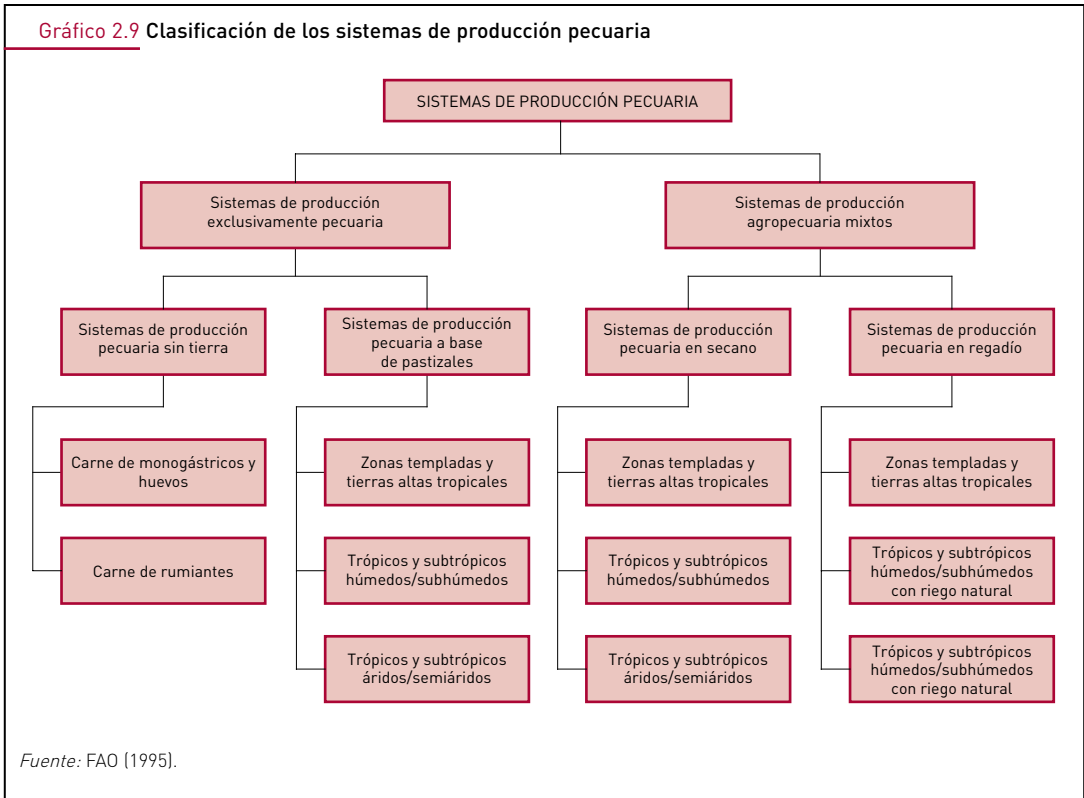 Gráfico 2.9 Clasificación de los sistemas de producción pecuaria
SISTEMAS DE PRODUCCIÓN PECUARIA
Sistemas de producción
exclusivamente pecuaria
Sistemas de producción
agropecuaria mixtos
Sistemas de producción
pecuaria sin tierra
Sistemas de producción
pecuaria a base
de pastizales
Sistemas de producción
pecuaria en secano
Sistemas de producción
pecuaria en regadío
Carne de monogástricos y
huevos
Zonas templadas y
tierras altas tropicales
Zonas templadas y
tierras altas tropicales
Zonas templadas y
tierras altas tropicales
Carne de rumiantes
Trópicos y subtrópicos
húmedos/subhúmedos
Trópicos y subtrópicos
húmedos/subhúmedos
Trópicos y subtrópicos
húmedos/subhúmedos
con riego natural
Trópicos y subtrópicos
áridos/semiáridos
Trópicos y subtrópicos
áridos/semiáridos
Trópicos y subtrópicos
húmedos/subhúmedos
con riego natural
Fuente: FAO (1995).